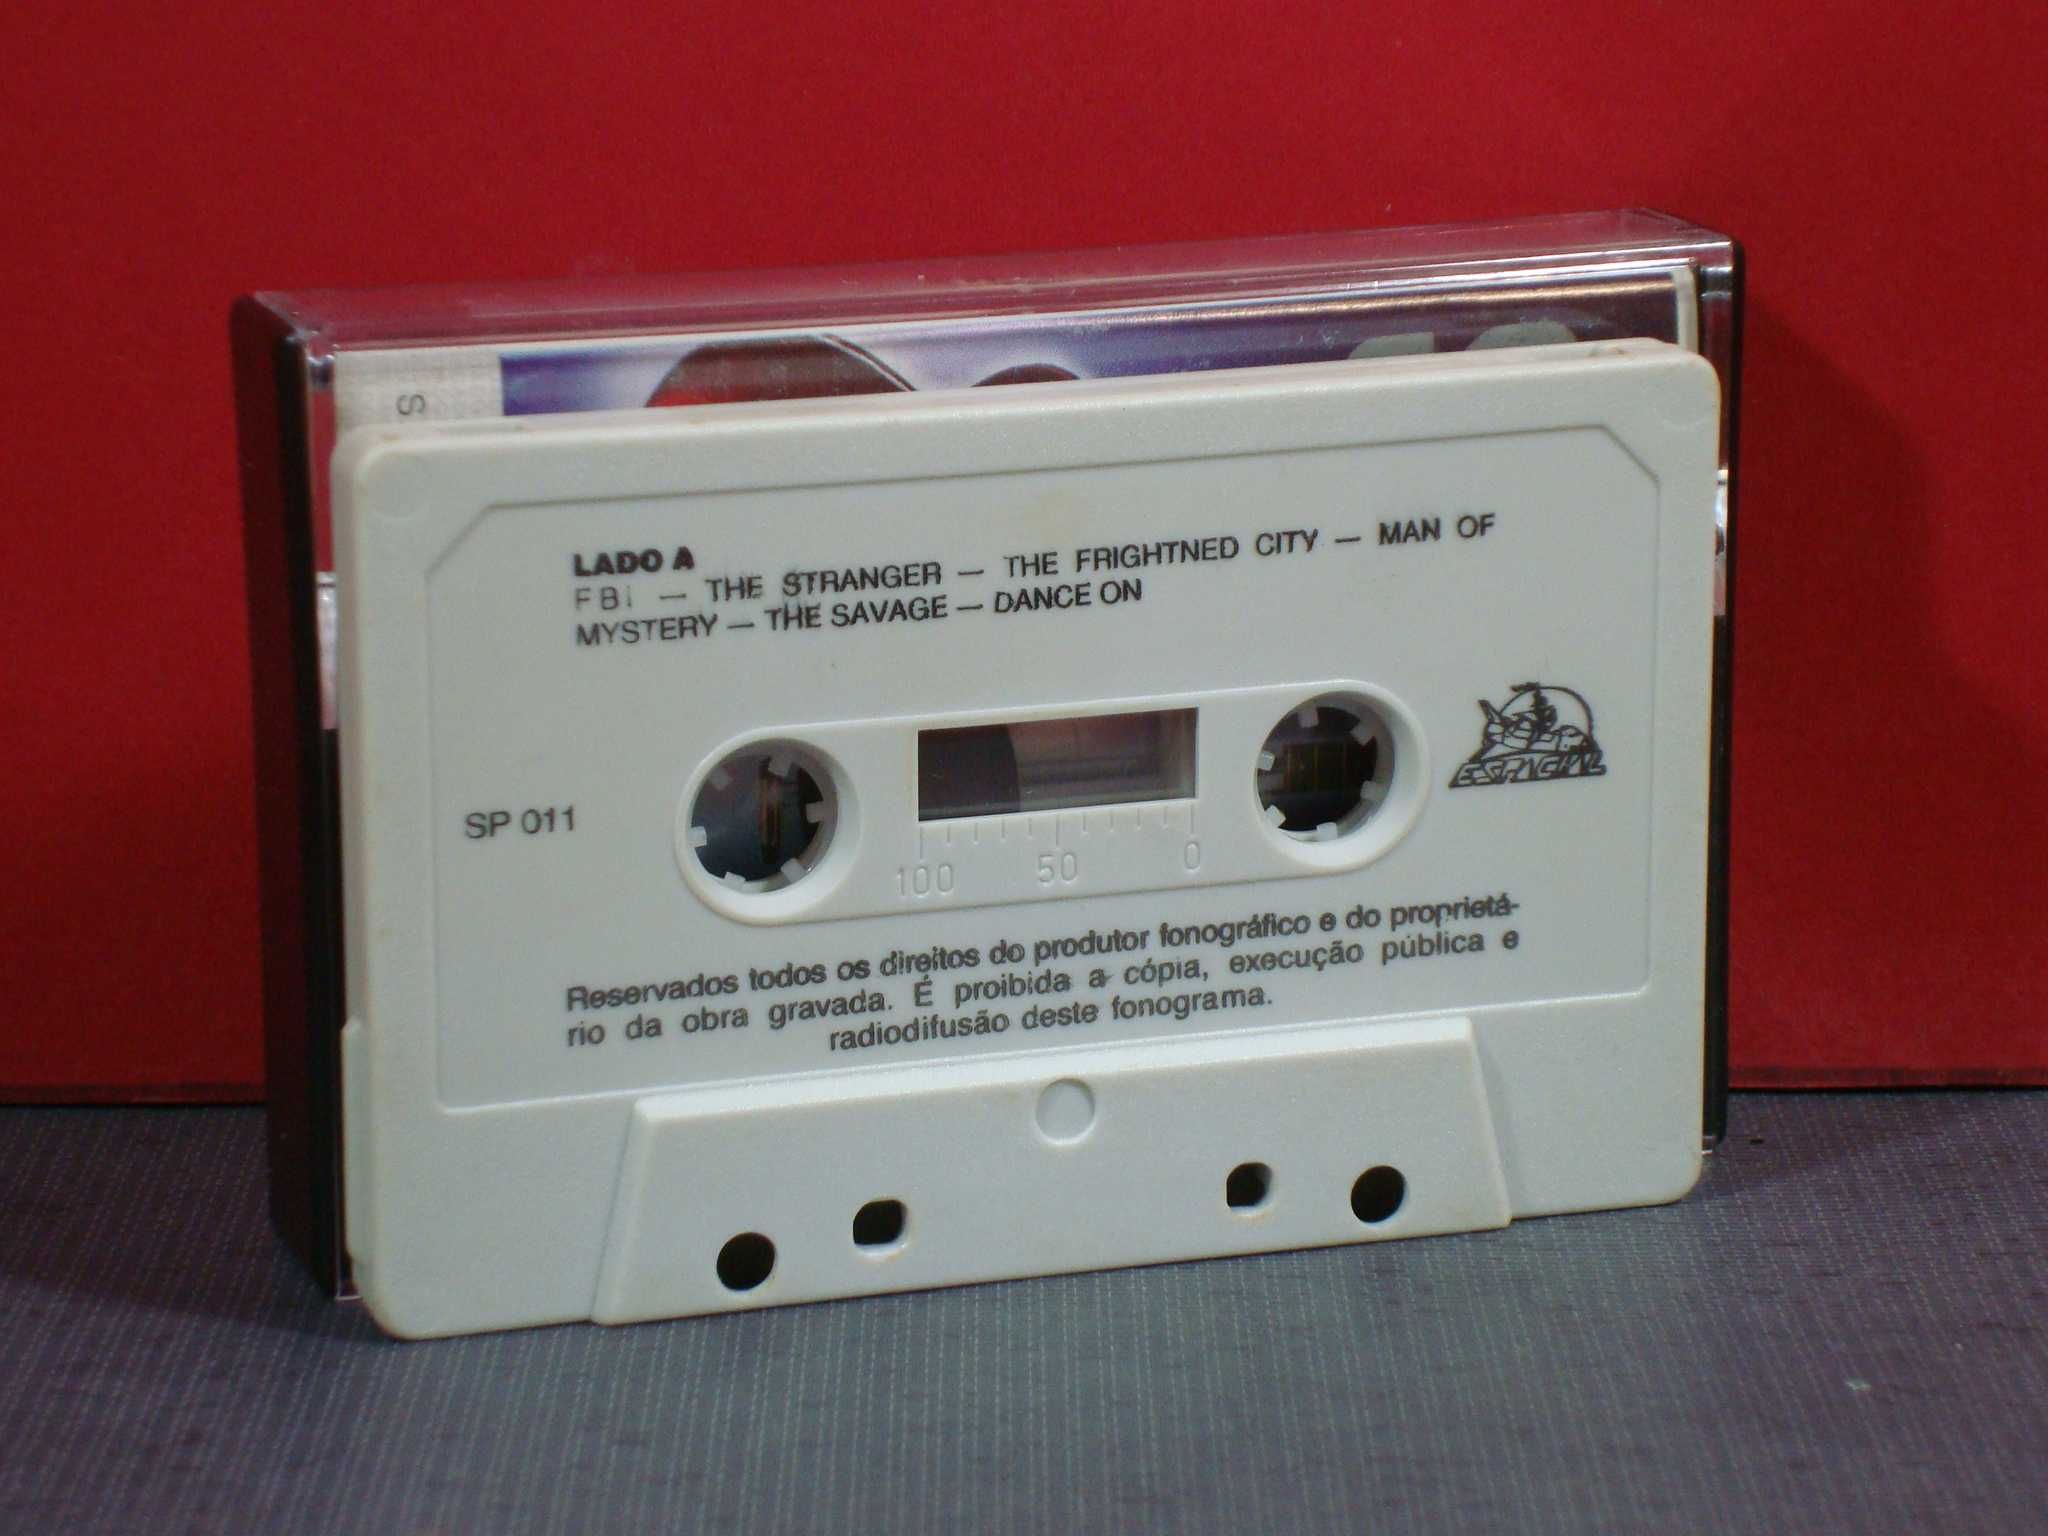 S
LADO A
FBI — THE STRANGER — THE FRIGHTNED CITY — MAN OF
MYSTERY — THE SAVAGE — DANCE ON
SP 011
ESPACIAL
100 50 0
Reservados todos os direitos do produtor fonográfico e do proprietá-
rio da obra gravada. É proibida a cópia, execução pública e
radiodifusão deste fonograma.